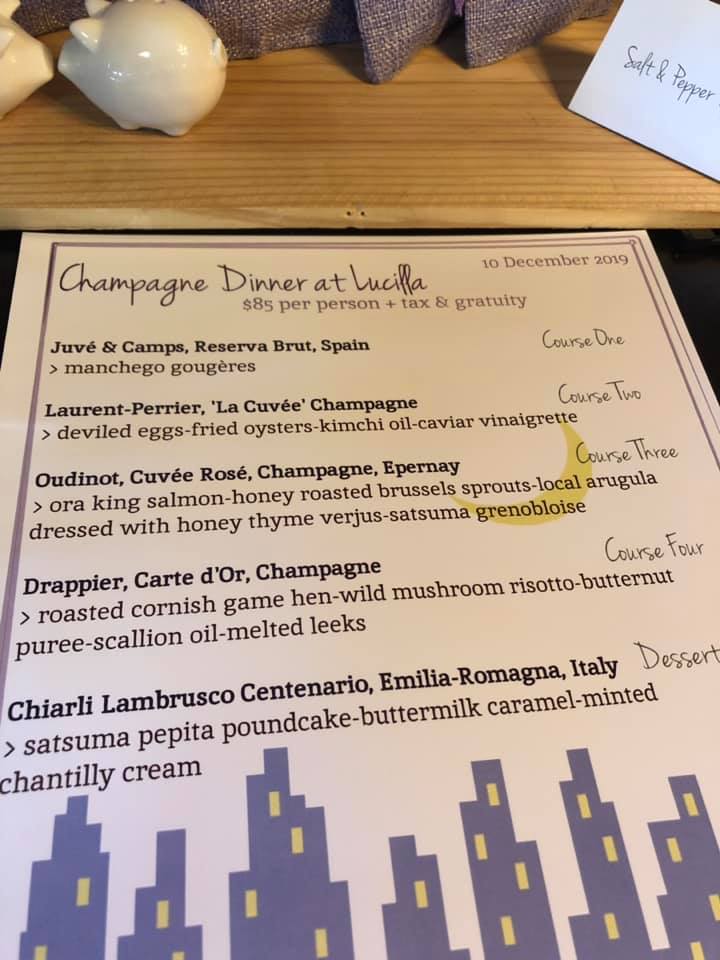 Salt & Pepper
Champagne Dinner at Lucilla
10 December 2019
$85 per person + tax & gratuity
Juvé & Camps, Reserva Brut, Spain
Course One
> manchego gougères
Laurent-Perrier, 'La Cuvée' Champagne
Course Two
> deviled eggs-fried oysters-kimchi oil-caviar vinaigrette
Oudinot, Cuvée Rosé, Champagne, Epernay
Course Three
> ora king salmon-honey roasted brussels sprouts-local arugula
dressed with honey thyme verjus-satsuma grenobloise
Drappier, Carte d'Or, Champagne
Course Four
> roasted cornish game hen-wild mushroom risotto-butternut
puree-scallion oil-melted leeks
Chiarli Lambrusco Centenario, Emilia-Romagna, Italy
Dessert
> satsuma pepita poundcake-buttermilk caramel-minted
chantilly cream